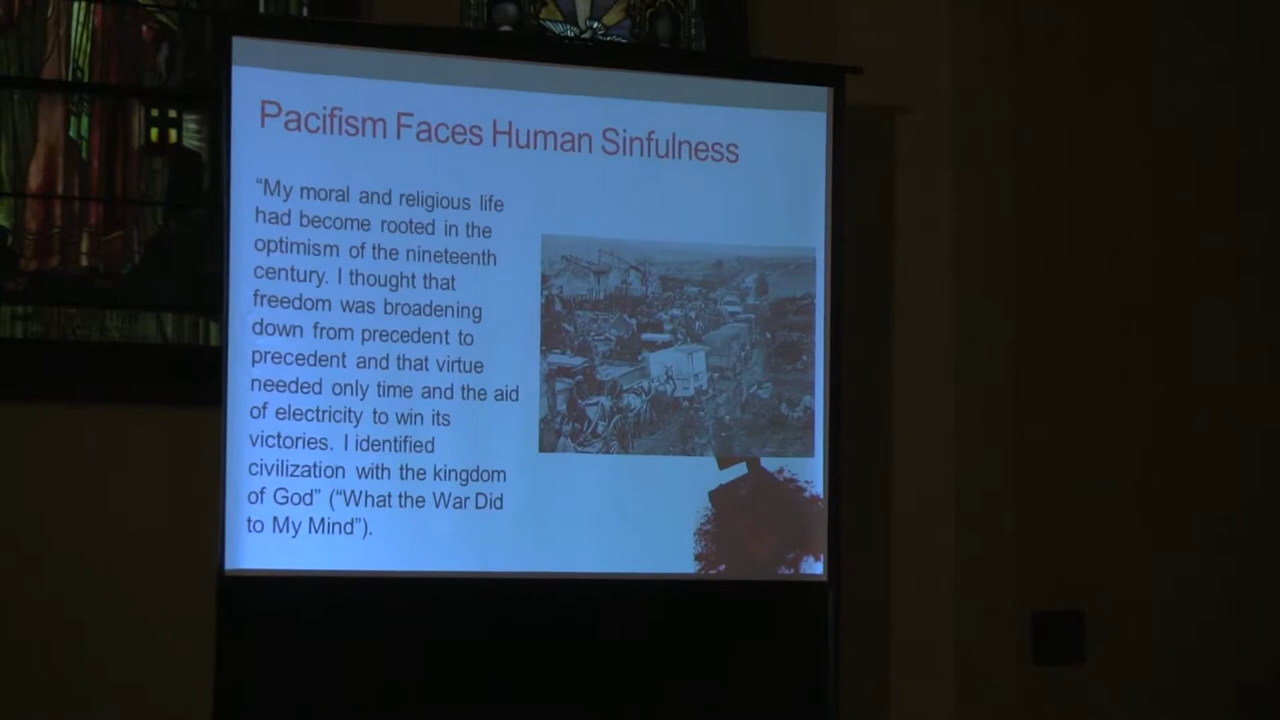 Pacifism Faces Human Sinfulness
“My moral and religious life
had become rooted in the
optimism of the nineteenth
century. I thought that
freedom was broadening
down from precedent to
precedent and that virtue
needed only time and the aid
of electricity to win its
victories. I identified
civilization with the kingdom
of God” (“What the War Did
to My Mind”).